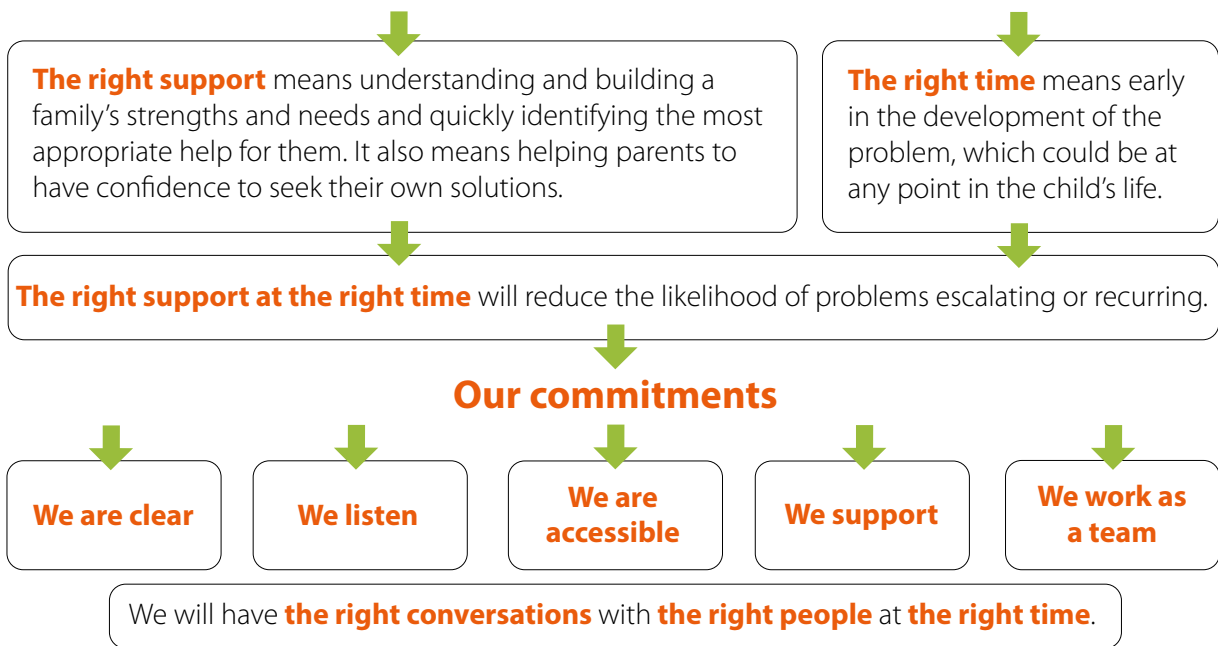 The right support means understanding and building a
family’s strengths and needs and quickly identifying the most
appropriate help for them. It also means helping parents to
have confidence to seek their own solutions.
The right time means early
in the development of the
problem, which could be at
any point in the child’s life.
The right support at the right time will reduce the likelihood of problems escalating or recurring.
Our commitments
We are clear
We listen
We are
accessible
We support
We work as
a team
We will have the right conversations with the right people at the right time.